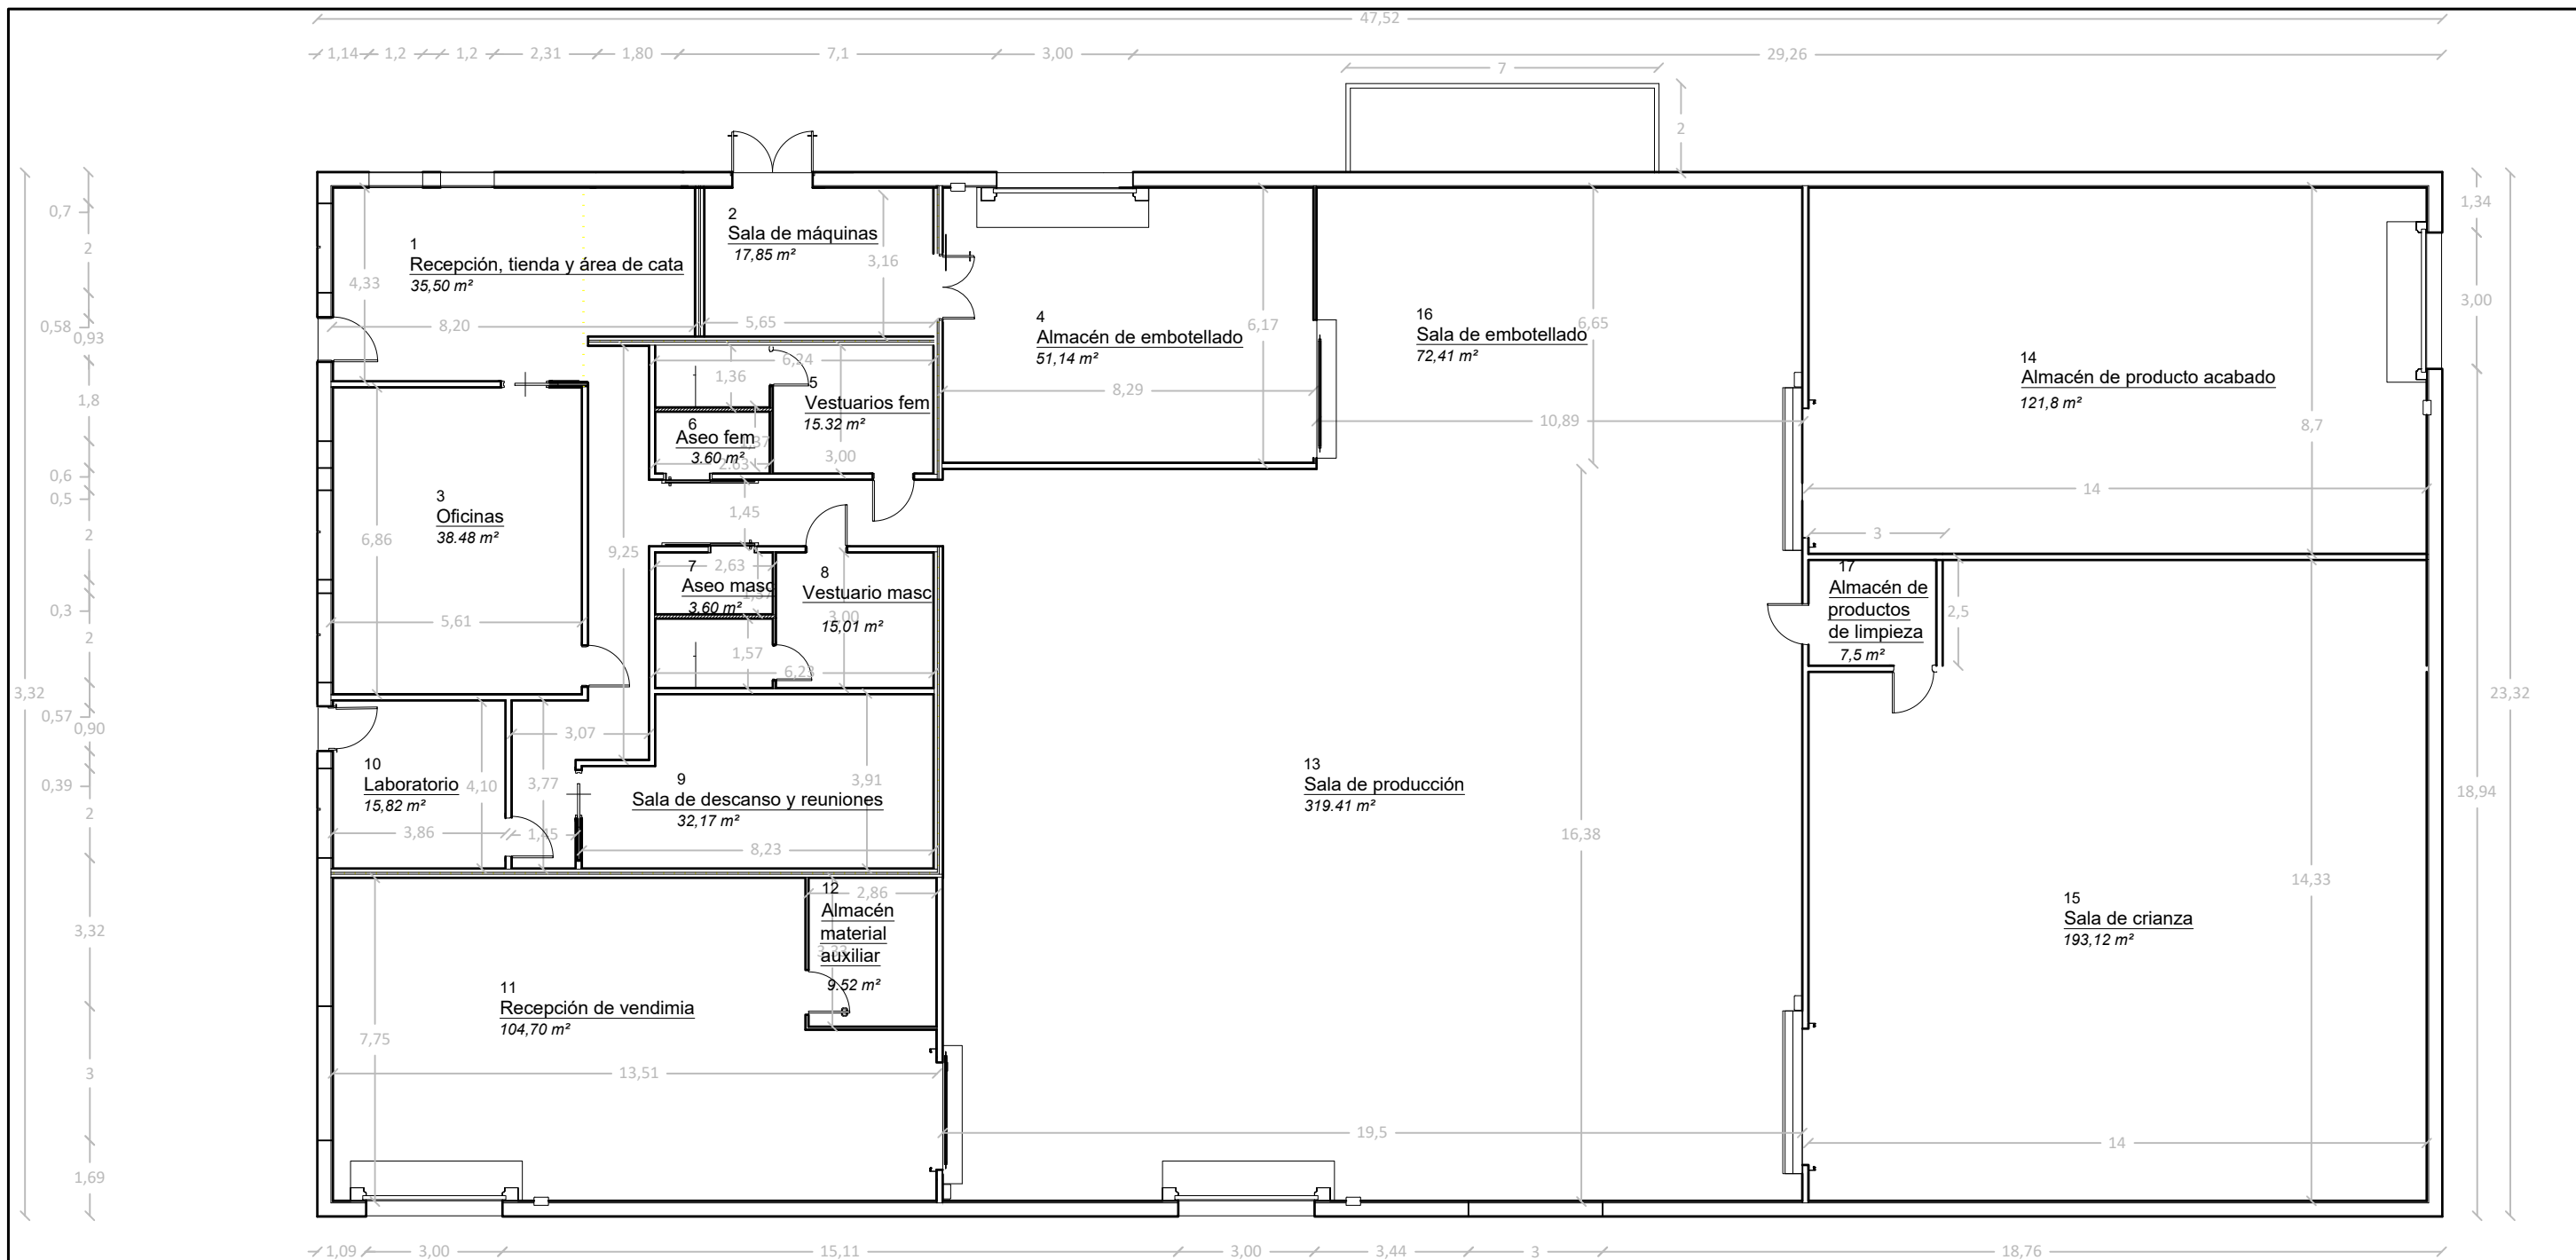 47,52
1,14
1,2
1,2
2,31
1,80
7,1
3,00
29,26
7
2
0,7
2
0,58
0,93
1,8
0,6
0,5
2
0,3
2
3,32
0,57
0,90
0,39
2
3,32
3
1,69
1
Recepción, tienda y área de cata
35,50 m²
4,33
8,20
2
Sala de máquinas
17,85 m²
3,16
5,65
4
Almacén de embotellado
51,14 m²
6,17
8,29
16
Sala de embotellado
72,41 m²
6,65
10,89
14
Almacén de producto acabado
121,8 m²
8,7
14
3
1,34
3,00
23,32
18,94
6,24
1,36
5
Vestuarios fem
15.32 m²
3,00
6
Aseo fem
3.60 m²
1,37
2.63
1,45
3
Oficinas
38.48 m²
6,86
5,61
9,25
7
Aseo masc
3,60 m²
2,63
8
Vestuario masc
15,01 m²
3,00
1,57
6,23
17
Almacén de
productos
de limpieza
7,5 m²
2,5
10
Laboratorio
15,82 m²
4,10
3,86
3,07
3,77
1,45
9
Sala de descanso y reuniones
32,17 m²
3,91
8,23
13
Sala de producción
319.41 m²
16,38
19,5
15
Sala de crianza
193,12 m²
14,33
14
12
Almacén
material
auxiliar
9.52 m²
2,86
11
Recepción de vendimia
104,70 m²
7,75
13,51
1,09
3,00
15,11
3,00
3,44
3
18,76